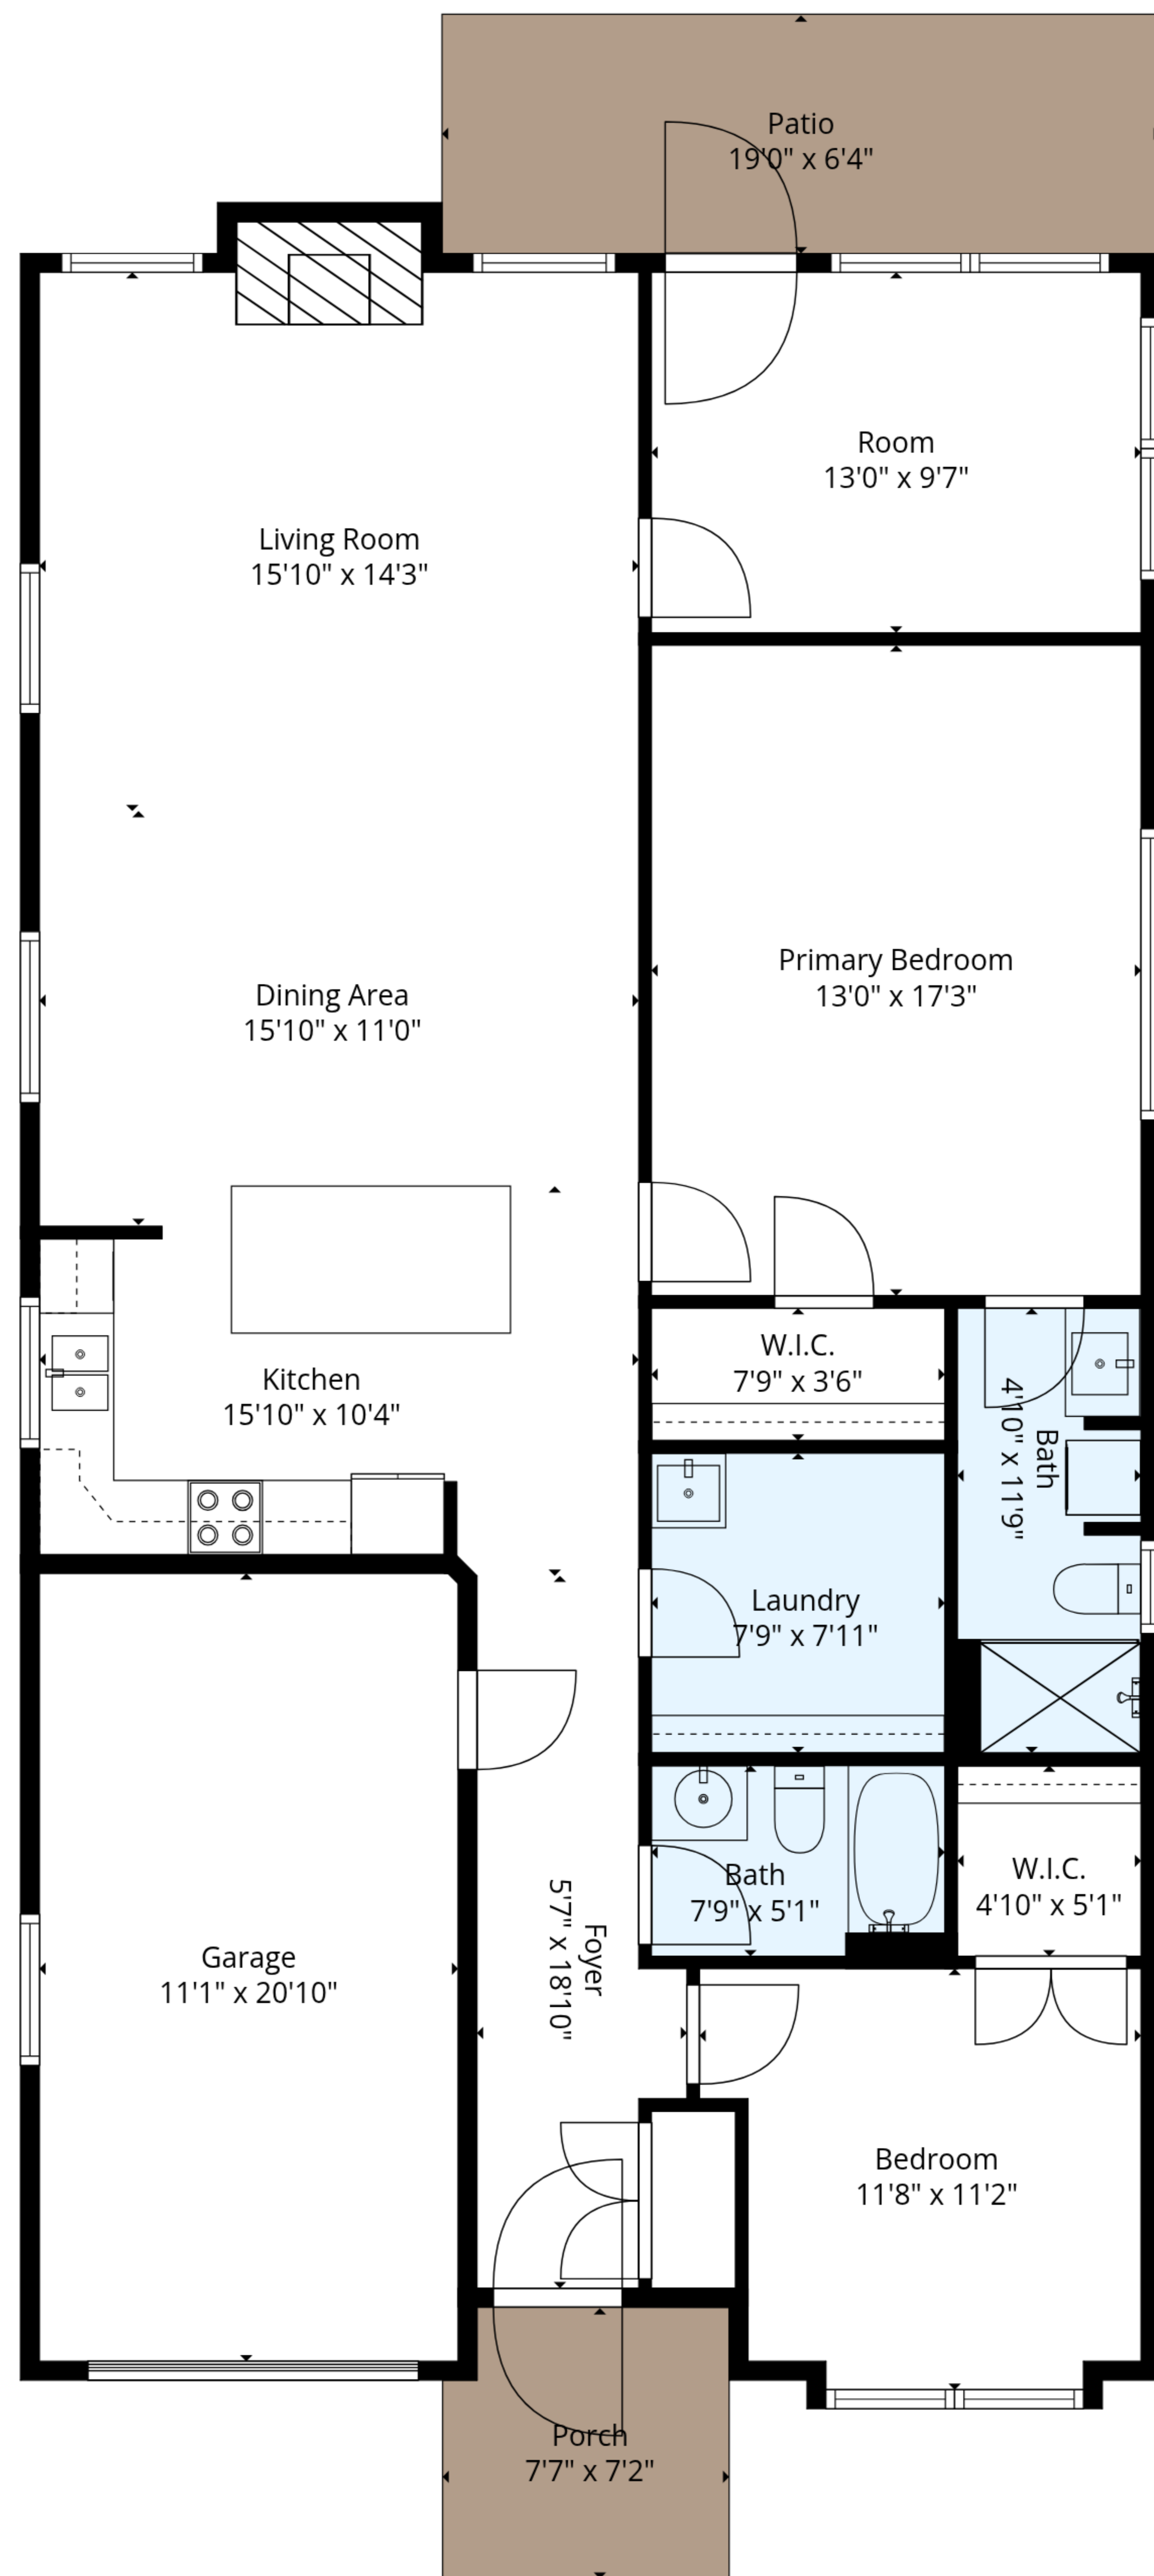 Patio
19'0" x 6'4"
Room
13'0" x 9'7"
Living Room
15'10" x 14'3"
Primary Bedroom
13'0" x 17'3"
Dining Area
15'10" x 11'0"
W.I.C.
7'9" x 3'6"
Kitchen
15'10" x 10'4"
Bath
4'10" x 11'9"
Laundry
7'9" x 7'11"
Bath
7'9" x 5'1"
W.I.C.
4'10" x 5'1"
Foyer
5'7" x 18'10"
Garage
11'1" x 20'10"
Bedroom
11'8" x 11'2"
Porch
7'7" x 7'2"